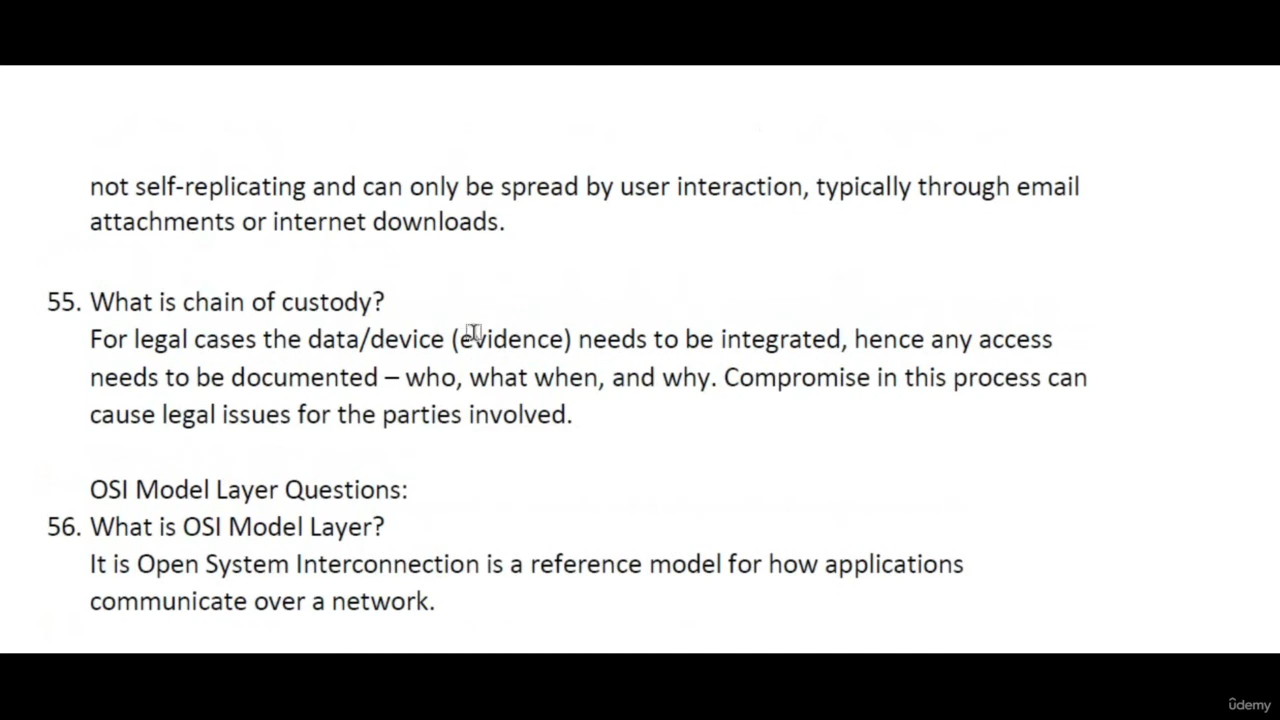 not self-replicating and can only be spread by user interaction, typically through email
attachments or internet downloads.
55. What is chain of custody?
For legal cases the data/device (evidence) needs to be integrated, hence any access
needs to be documented – who, what when, and why. Compromise in this process can
cause legal issues for the parties involved.
OSI Model Layer Questions:
56. What is OSI Model Layer?
It is Open System Interconnection is a reference model for how applications
communicate over a network.
ûdemy